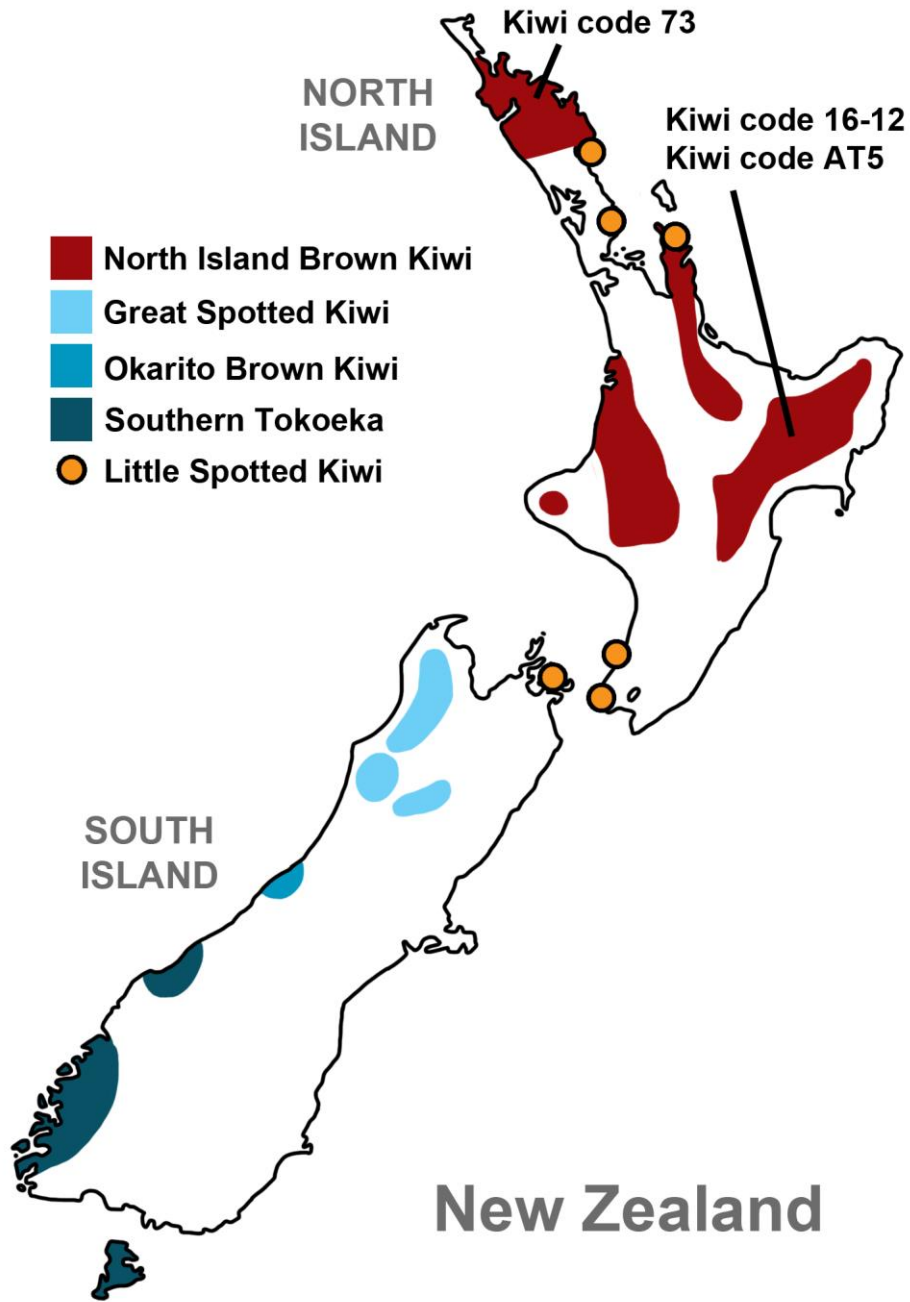 Kiwi code 73
NORTH
ISLAND
Kiwi code 16-12
Kiwi code AT5
North Island Brown Kiwi
Great Spotted Kiwi
Okarito Brown Kiwi
Southern Tokoeka
Little Spotted Kiwi
SOUTH
ISLAND
New Zealand